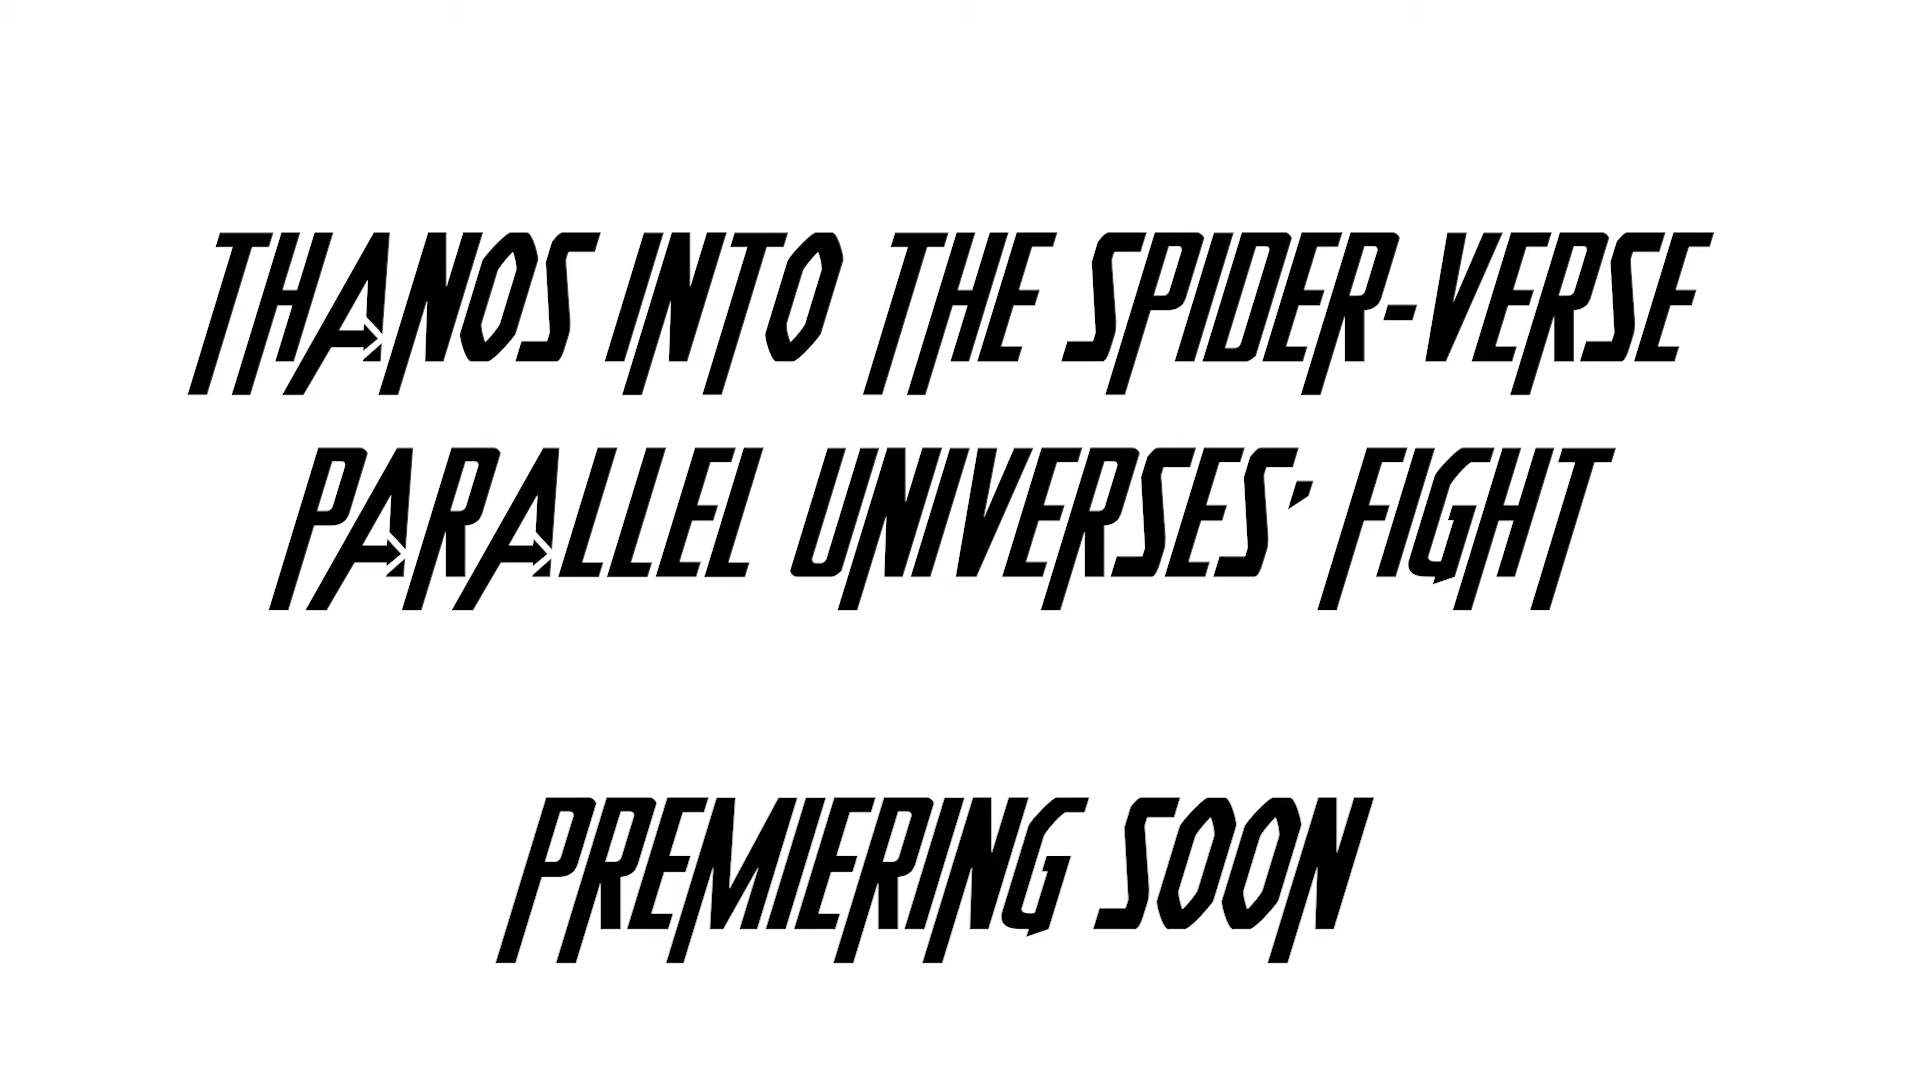 THANOS INTO THE SPIDER-VERSE
PARALLEL UNIVERSES' FIGHT
PREMIERING SOON